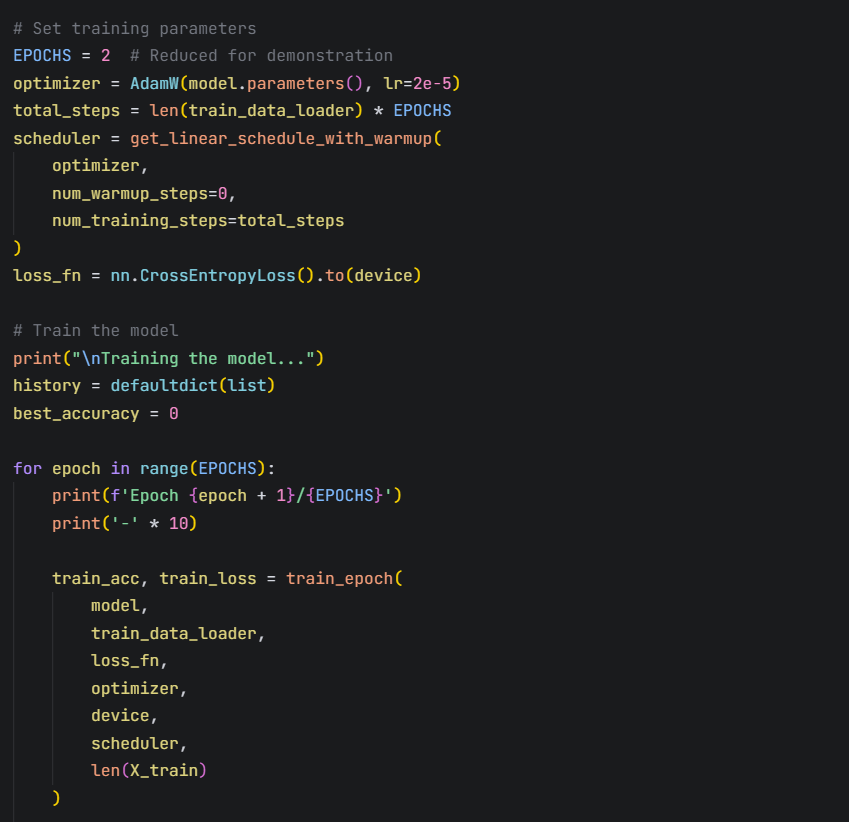 # Set training parameters
EPOCHS = 2  # Reduced for demonstration
optimizer = AdamW(model.parameters(), lr=2e-5)
total_steps = len(train_data_loader) * EPOCHS
scheduler = get_linear_schedule_with_warmup(
    optimizer,
    num_warmup_steps=0,
    num_training_steps=total_steps
)
loss_fn = nn.CrossEntropyLoss().to(device)

# Train the model
print("\nTraining the model...")
history = defaultdict(list)
best_accuracy = 0

for epoch in range(EPOCHS):
    print(f'Epoch {epoch + 1}/{EPOCHS}')
    print('-' * 10)

    train_acc, train_loss = train_epoch(
        model,
        train_data_loader,
        loss_fn,
        optimizer,
        device,
        scheduler,
        len(X_train)
    )